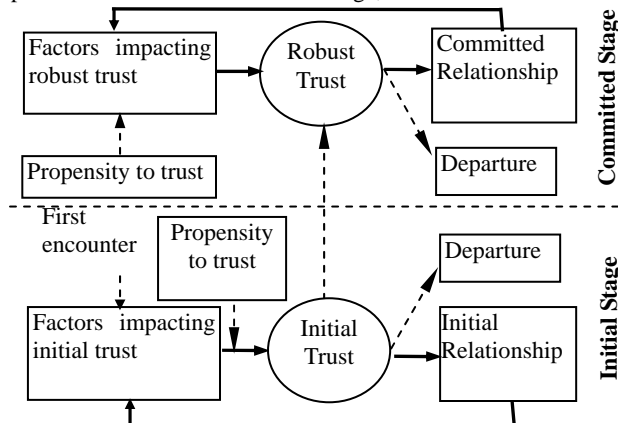 Factors impacting
robust trust
Robust
Trust
Committed
Relationship
Propensity to trust
Departure
Committed Stage
First
encounter
Propensity
to trust
Departure
Factors impacting
initial trust
Initial
Trust
Initial
Relationship
Initial Stage